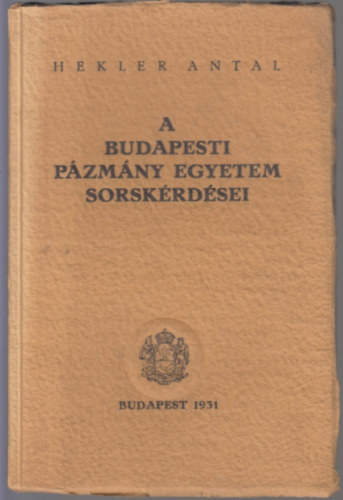 HEKLER ANTAL
A
BUDAPESTI
PÁZMÁNY EGYETEM
SORSKÉRDÉSEI
BUDAPEST 1931